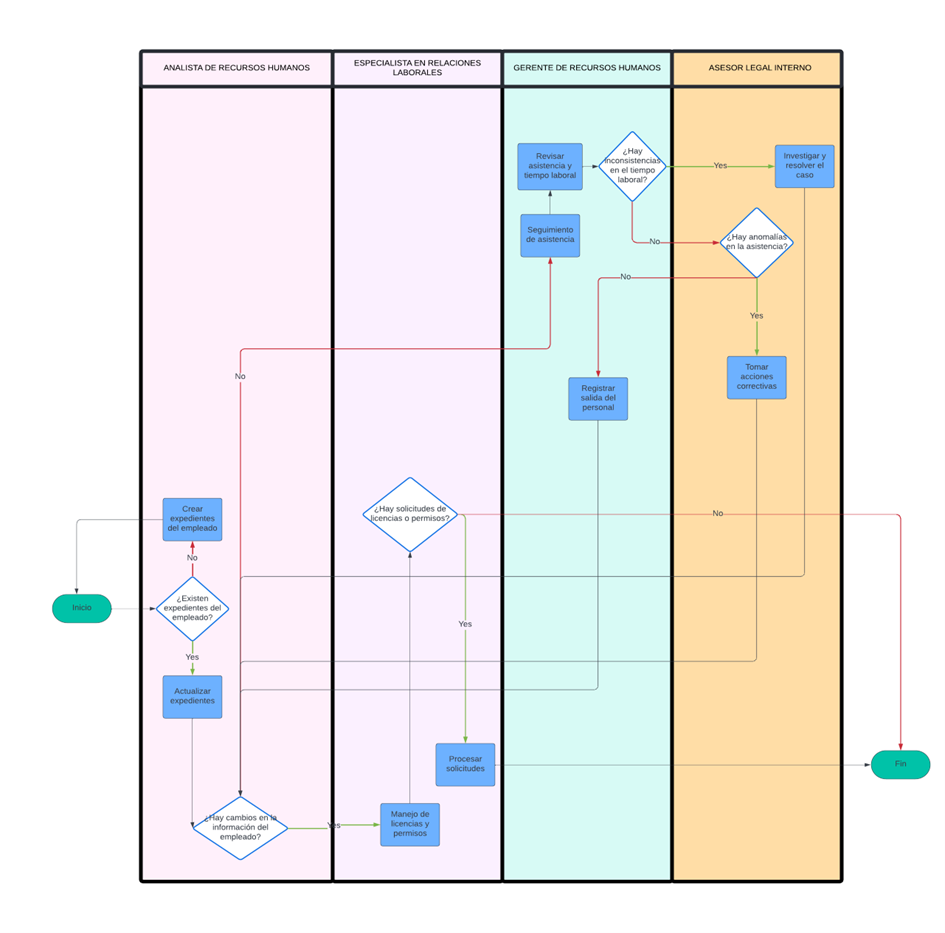 ANALISTA DE RECURSOS HUMANOS
ESPECIALISTA EN RELACIONES
LABORALES
GERENTE DE RECURSOS HUMANOS
ASESOR LEGAL INTERNO
Revisar
asistencia y
tiempo laboral
¿Hay
inconsistencias
en el tiempo
laboral?
Yes
Investigar y
resolver el
caso
Seguimiento
de asistencia
No
¿Hay anomalías
en la asistencia?
No
Yes
No
Tomar
acciones
correctivas
Registrar
salida del
personal
Crear
expedientes
del empleado
¿Hay solicitudes de
licencias o permisos?
No
No
Inicio
¿Existen
expedientes del
empleado?
Yes
Yes
Actualizar
expedientes
Procesar
solicitudes
Fin
¿Hay cambios en la
información del
empleado?
Yes
Manejo de
licencias y
permisos